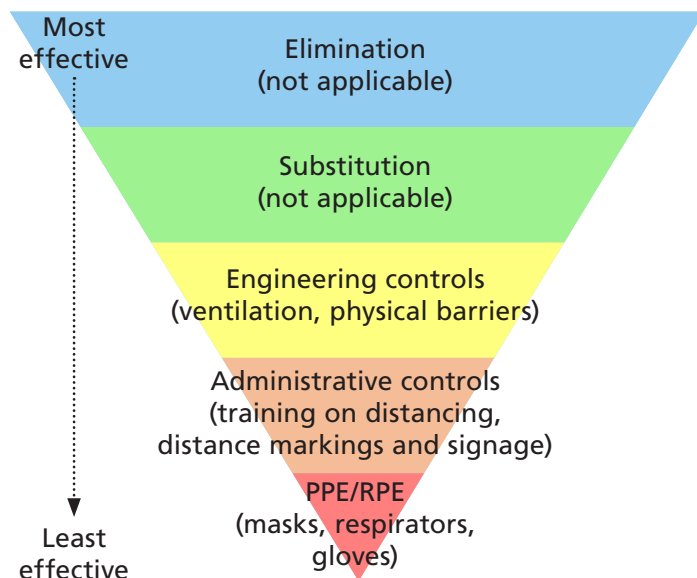 Most
effective
Elimination
(not applicable)
Substitution
(not applicable)
Engineering controls
(ventilation, physical barriers)
Administrative controls
(training on distancing,
distance markings and signage)
PPE/RPE
(masks, respirators,
gloves)
Least
effective